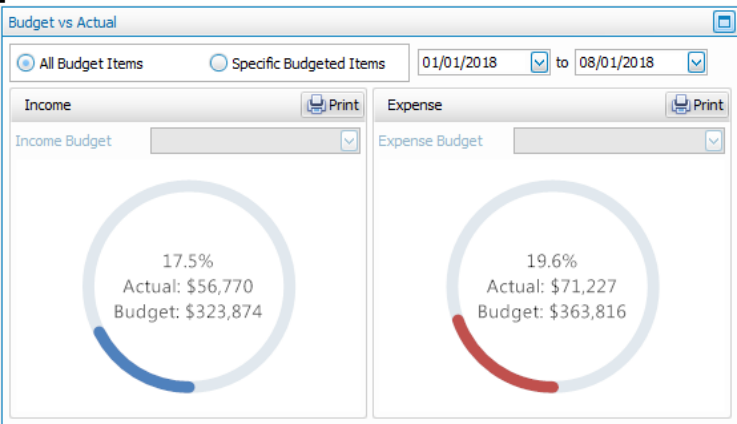 Budget vs Actual
All Budget Items Specific Budgeted Items 01/01/2018 to 08/01/2018
Income Print
Income Budget
17.5%
Actual: $56,770
Budget: $323,874
Expense Print
Expense Budget
19.6%
Actual: $71,227
Budget: $363,816